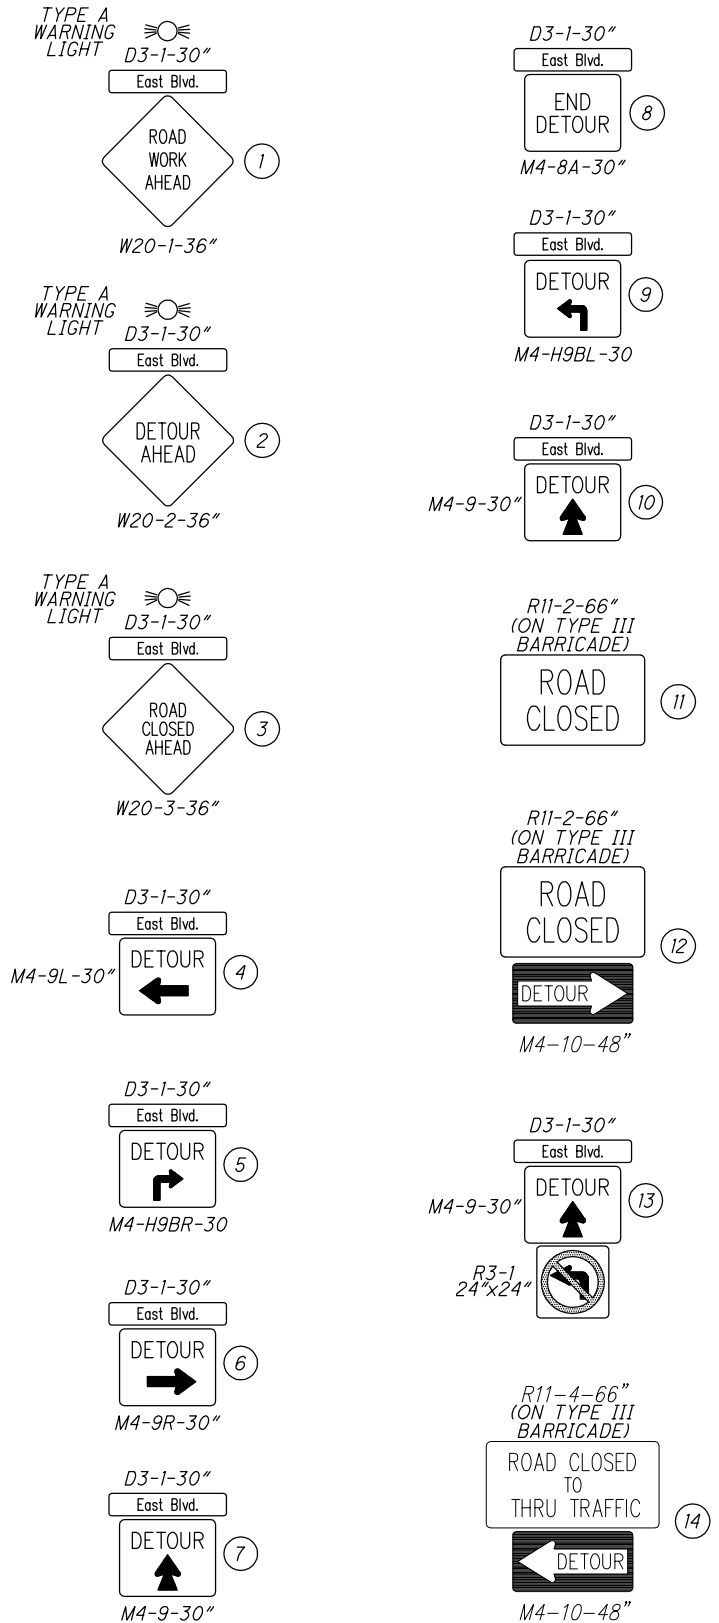 TYPE A
WARNING
LIGHT
D3-1-30"
East Blvd.
ROAD
WORK
AHEAD
1
W20-1-36"
TYPE A
WARNING
LIGHT
D3-1-30"
East Blvd.
DETOUR
AHEAD
2
W20-2-36"
TYPE A
WARNING
LIGHT
D3-1-30"
East Blvd.
ROAD
CLOSED
AHEAD
3
W20-3-36"
D3-1-30"
East Blvd.
DETOUR
M4-9L-30"
4
D3-1-30"
East Blvd.
DETOUR
5
M4-H9BR-30
D3-1-30"
East Blvd.
DETOUR
6
M4-9R-30"
D3-1-30"
East Blvd.
DETOUR
7
M4-9-30"
D3-1-30"
East Blvd.
END
DETOUR
8
M4-8A-30"
D3-1-30"
East Blvd.
DETOUR
9
M4-H9BL-30
D3-1-30"
East Blvd.
DETOUR
M4-9-30"
10
R11-2-66"
(ON TYPE III
BARRICADE)
ROAD
CLOSED
11
R11-2-66"
(ON TYPE III
BARRICADE)
ROAD
CLOSED
12
DETOUR
M4-10-48"
D3-1-30"
East Blvd.
DETOUR
M4-9-30"
13
R3-1
24"x24"
R11-4-66"
(ON TYPE III
BARRICADE)
ROAD CLOSED
TO
THRU TRAFFIC
14
DETOUR
M4-10-48"